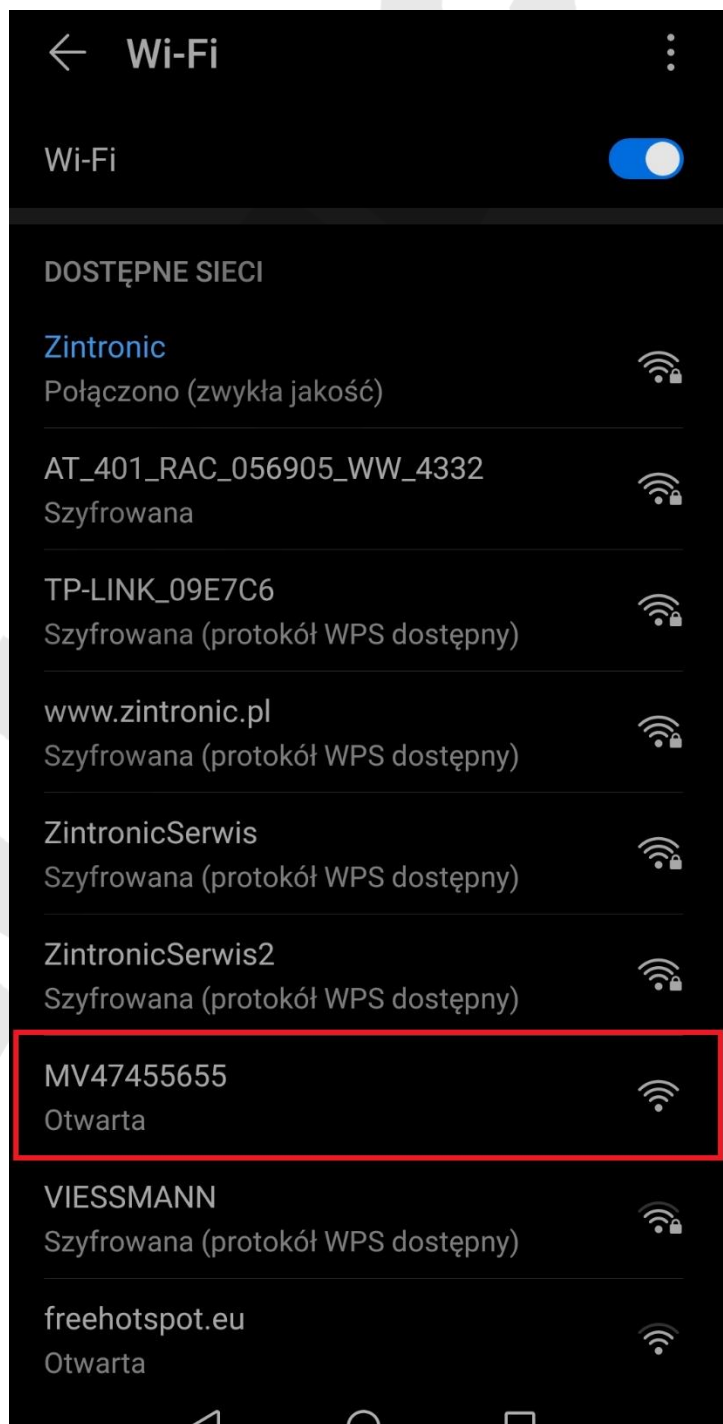 Wi-Fi
Wi-Fi
DOSTĘPNE SIECI
Zintronic
Połączono (zwykła jakość)
AT_401_RAC_056905_WW_4332
Szyfrowana
TP-LINK_09E7C6
Szyfrowana (protokół WPS dostępny)
www.zintronic.pl
Szyfrowana (protokół WPS dostępny)
ZintronicSerwis
Szyfrowana (protokół WPS dostępny)
ZintronicSerwis2
Szyfrowana (protokół WPS dostępny)
MV47455655
Otwarta
VIESSMANN
Szyfrowana (protokół WPS dostępny)
freehotspot.eu
Otwarta